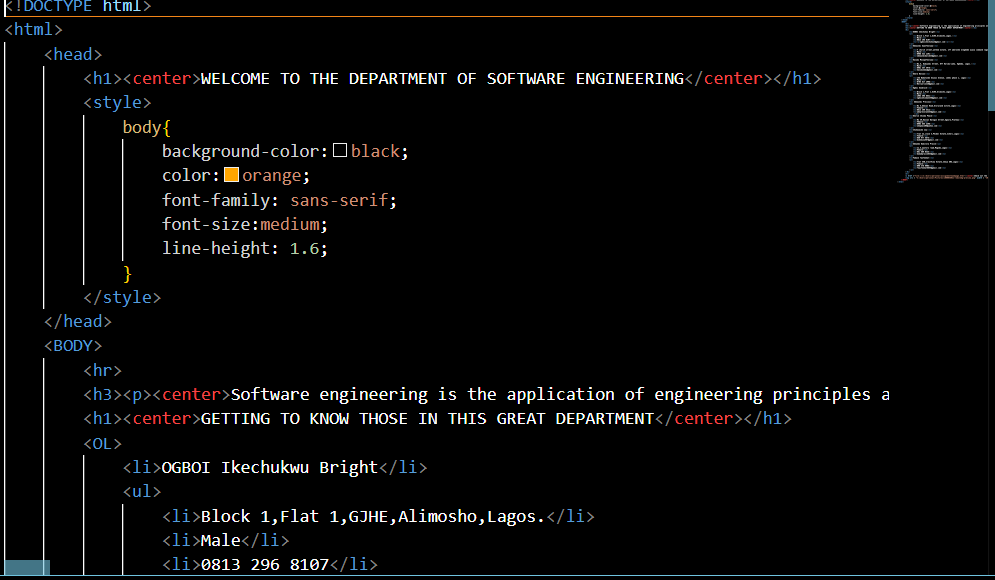 <!DOCTYPE html>
<html>
<head>
<h1><center>WELCOME TO THE DEPARTMENT OF SOFTWARE ENGINEERING</center></h1>
<style>
body{
background-color: black;
color: orange;
font-family: sans-serif;
font-size:medium;
line-height: 1.6;
}
</style>
</head>
<BODY>
<hr>
<h3><p><center>Software engineering is the application of engineering principles a
<h1><center>GETTING TO KNOW THOSE IN THIS GREAT DEPARTMENT</center></h1>
<OL>
<li>OGBOI Ikechukwu Bright</li>
<ul>
<li>Block 1,Flat 1,GJHE,Alimosho,Lagos.</li>
<li>Male</li>
<li>0813 296 8107</li>